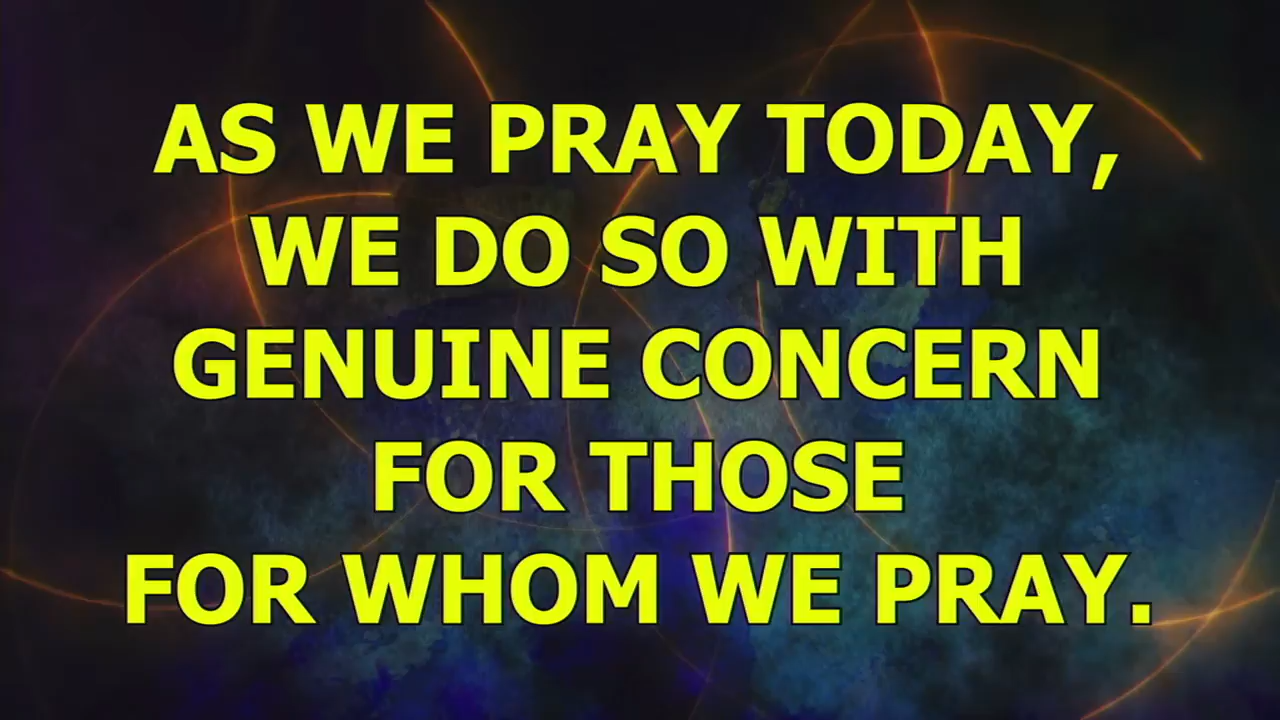 AS WE PRAY TODAY,
WE DO SO WITH
GENUINE CONCERN
FOR THOSE
FOR WHOM WE PRAY.